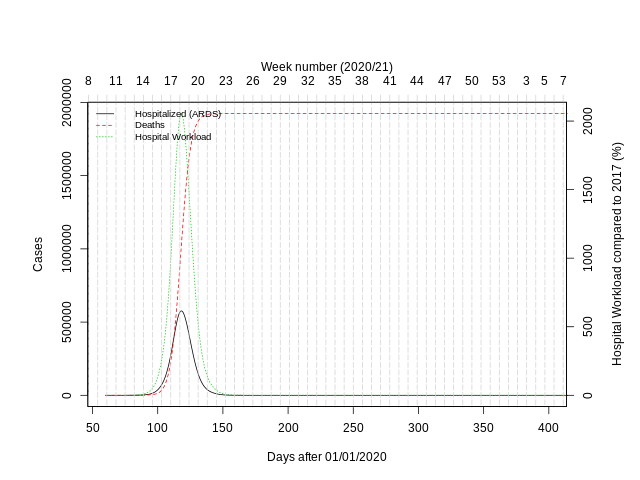 Week number (2020/21)
8 11 14 17 20 23 26 29 32 35 38 41 44 47 50 53 3 5 7
Hospitalized (ARDS)
Deaths
Hospital Workload
Cases
0 500000 1000000 1500000 2000000
0 500 1000 1500 2000
Hospital Workload compared to 2017 (%)
50 100 150 200 250 300 350 400
Days after 01/01/2020